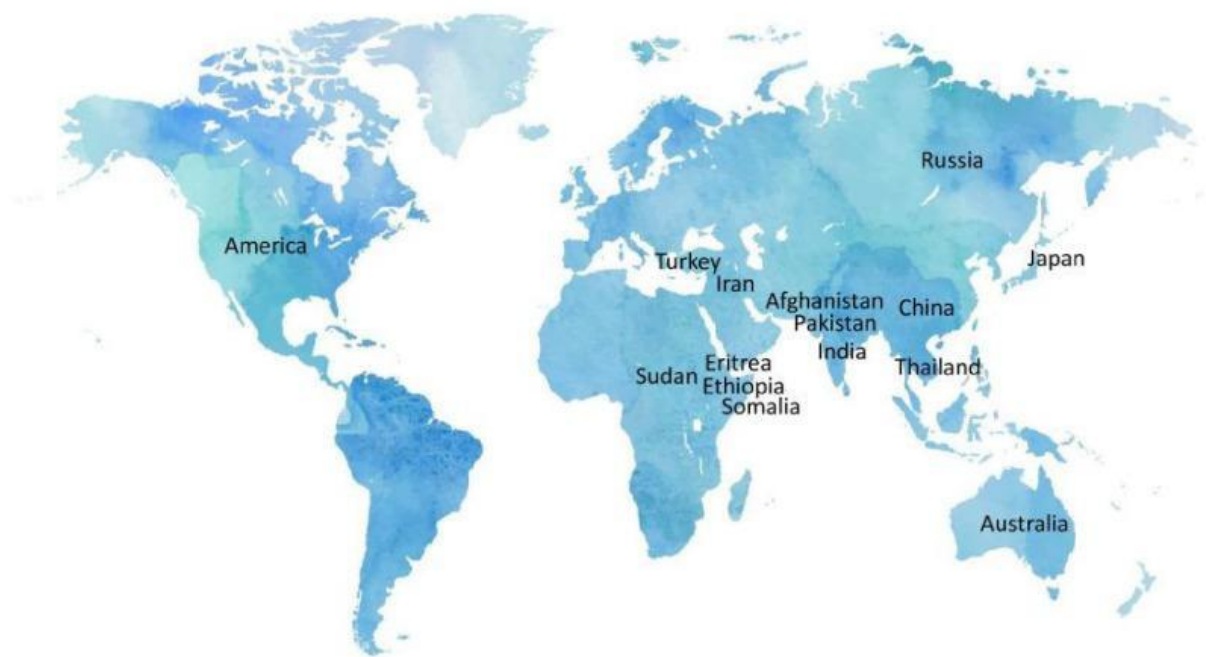 Russia
America
Turkey
Japan
Iran
Afghanistan
China
Pakistan
India
Eritrea
Thailand
Sudan
Ethiopia
Somalia
Australia